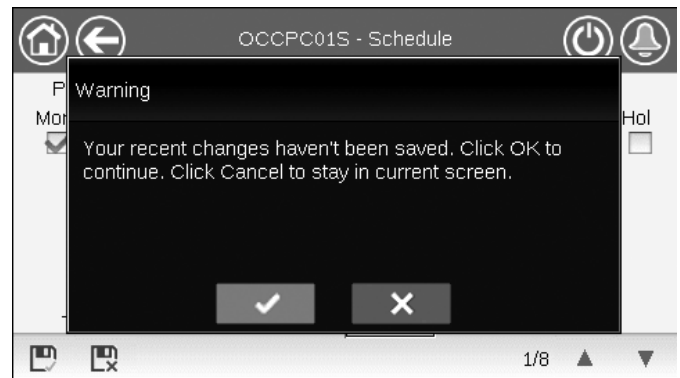 OCCPC01S - Schedule
P
Warning
Mon
Hol
Your recent changes haven't been saved. Click OK to
continue. Click Cancel to stay in current screen.
1/8